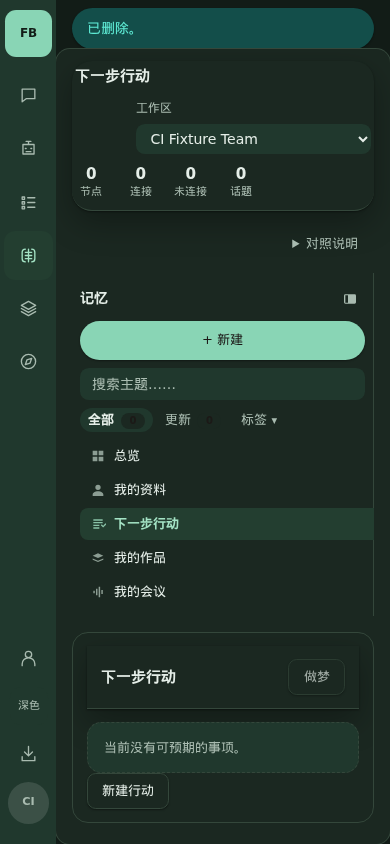 FB
已删除。
下一步行动
工作区
CI Fixture Team
0 0 0 0
节点 连接 未连接 话题
▶ 对照说明
记忆
+ 新建
搜索主题......
全部 0 更新 0 标签 ▾
总览
我的资料
下一步行动
我的作品
我的会议
深色
CI
下一步行动 做梦
当前没有可预期的事项。
新建行动